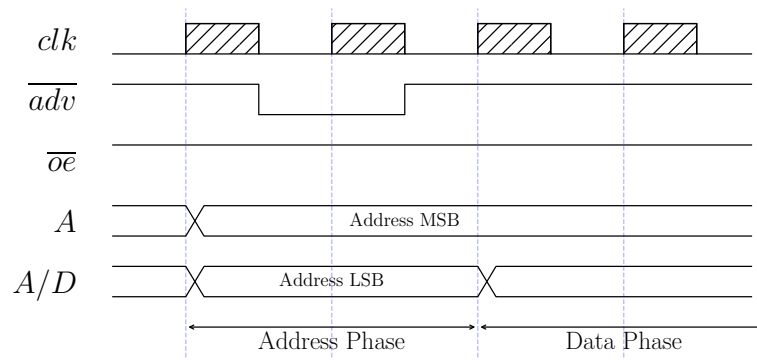 clk
adv
oe
A
Address MSB
A/D
Address LSB
Address Phase
Data Phase